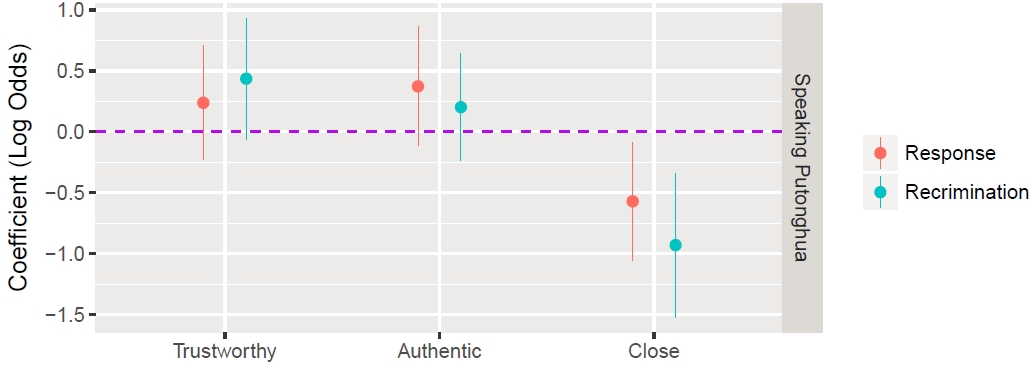 Coefficient (Log Odds)
1.0
0.5
0.0
−0.5
−1.0
−1.5
Trustworthy
Authentic
Close
Speaking Putonghua
Response
Recrimination